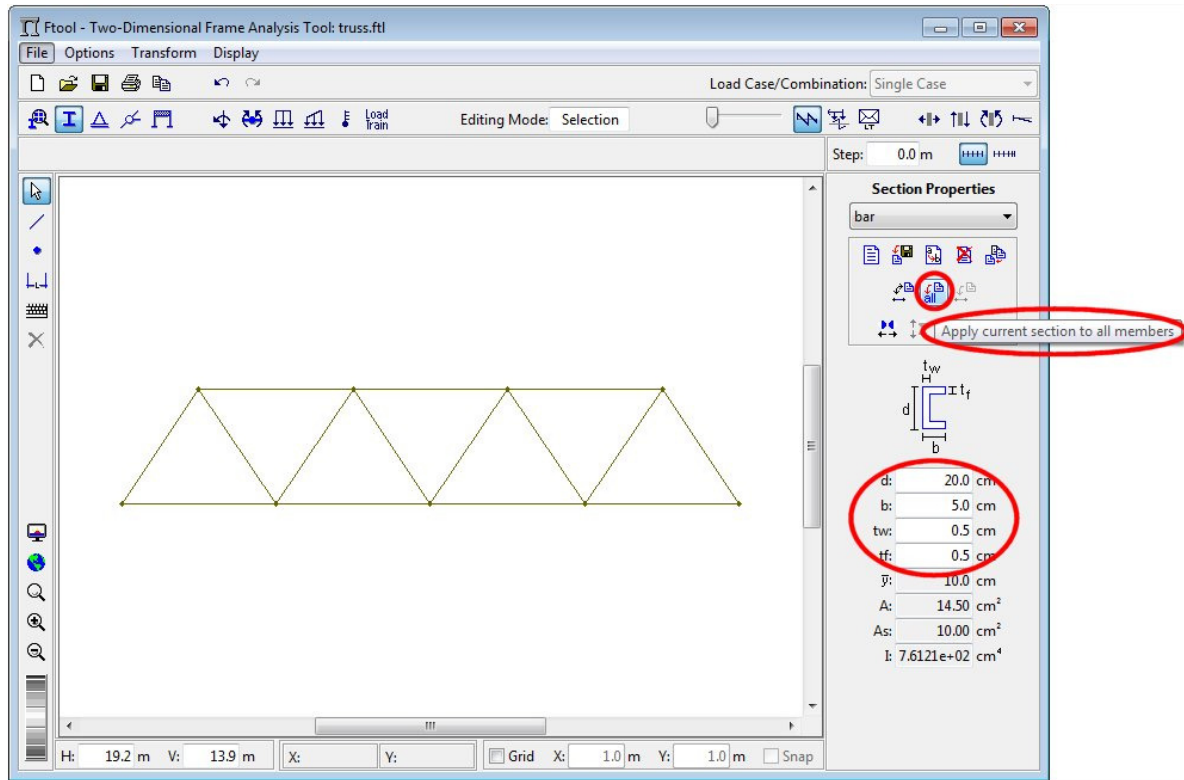 Ftool - Two-Dimensional Frame Analysis Tool: truss.ftl
File Options Transform Display
Load Case/Combination: Single Case
Load Train
Editing Mode: Selection
LT
Step: 0.0 m
Section Properties
bar
all
Apply current section to all members
tw
tf
d
b
d: 20.0 cm
b: 5.0 cm
tw: 0.5 cm
tf: 0.5 cm
y̅: 10.0 cm
A: 14.50 cm²
As: 10.00 cm²
I: 7.6121e+02 cm⁴
H: 19.2 m V: 13.9 m X: Y: Grid X: 1.0 m Y: 1.0 m Snap